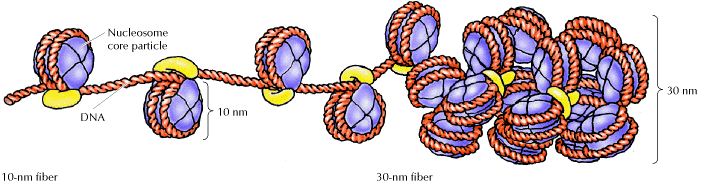 Nucleosome
core particle
DNA
10 nm
30 nm
10-nm fiber
30-nm fiber